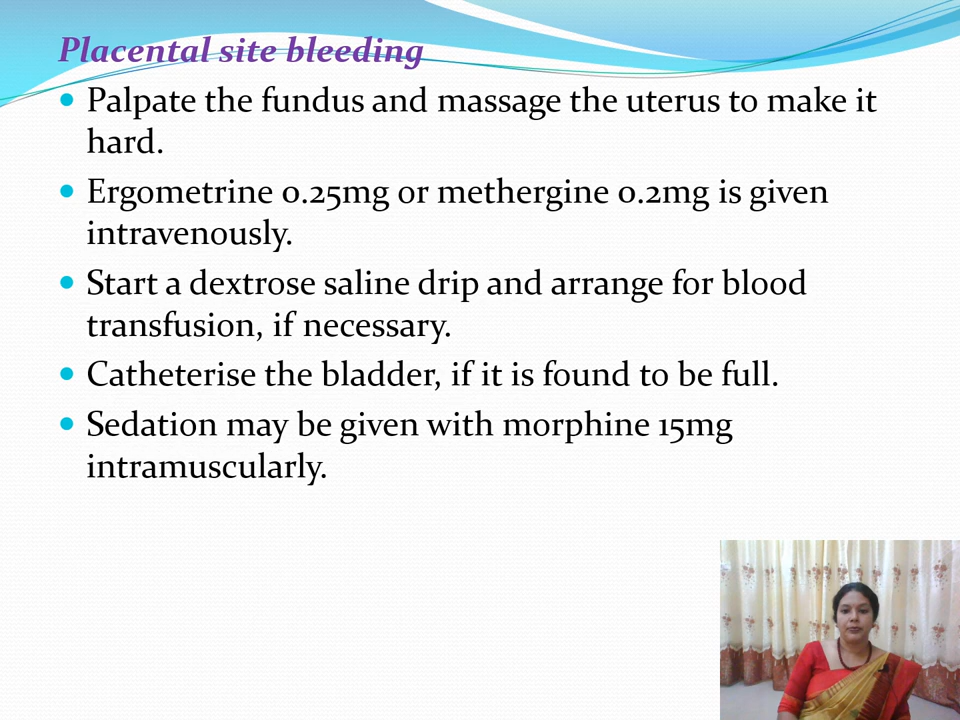 Placental site bleeding
• Palpate the fundus and massage the uterus to make it
hard.
• Ergometrine 0.25mg or methergine 0.2mg is given
intravenously.
• Start a dextrose saline drip and arrange for blood
transfusion, if necessary.
• Catheterise the bladder, if it is found to be full.
• Sedation may be given with morphine 15mg
intramuscularly.